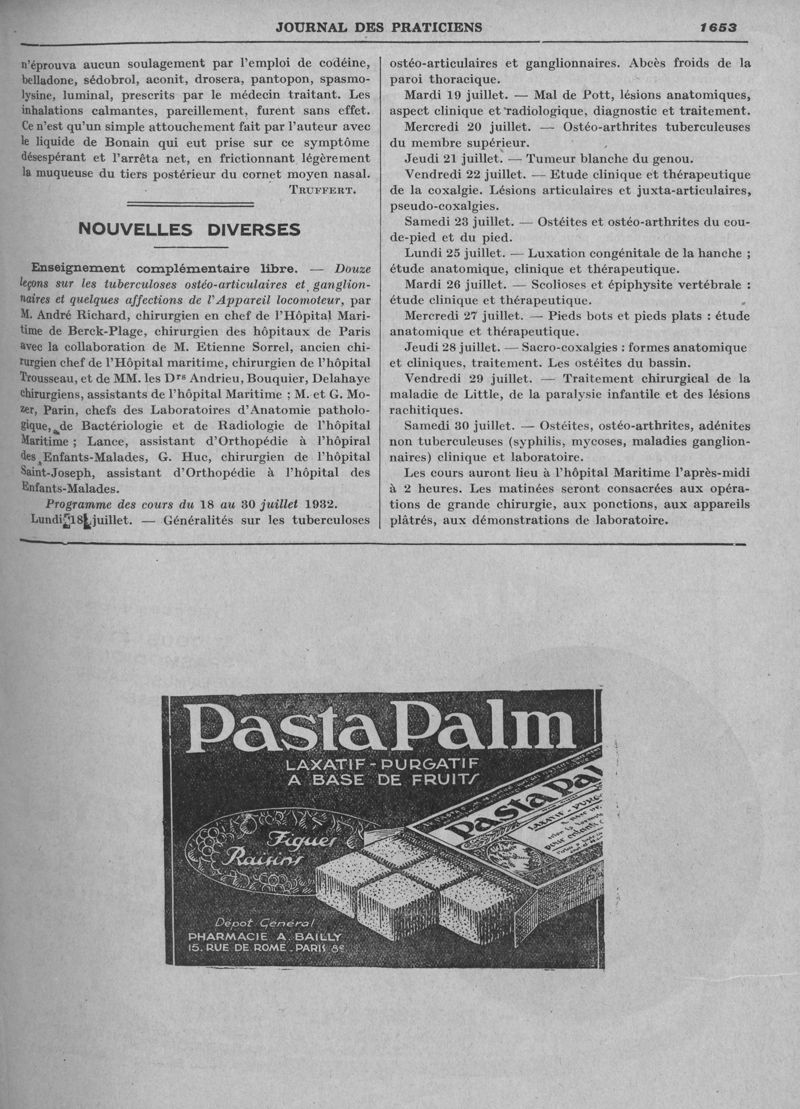 JOURNAL DES PRATICIENS 1653
n'éprouva aucun soulagement par l'emploi de codéine,
belladone, sédobrol, aconit, drosera, pantopon, spasmo-
lysine, luminal, prescrits par le médecin traitant. Les
inhalations calmantes, pareillement, furent sans effet.
Ce n'est qu'un simple attouchement fait par l'auteur avec
le liquide de Bonain qui eut prise sur ce symptôme
désespérant et l'arrêta net, en frictionnant légèrement
la muqueuse du tiers postérieur du cornet moyen nasal.
TRUFFERT.
NOUVELLES DIVERSES
Enseignement complémentaire libre. — Douze
leçons sur les tuberculoses ostéo-articulaires et ganglion-
naires et quelques affections de l'Appareil locomoteur, par
M. André Richard, chirurgien en chef de l'Hôpital Mari-
time de Berck-Plage, chirurgien des hôpitaux de Paris
avec la collaboration de M. Etienne Sorrel, ancien chi-
rurgien chef de l'Hôpital maritime, chirurgien de l'hôpital
Trousseau, et de MM. les Drs Andrieu, Bouquier, Delahaye
chirurgiens, assistants de l'hôpital Maritime ; M. et G. Mo-
zer, Parin, chefs des Laboratoires d'Anatomie patholo-
gique, de Bactériologie et de Radiologie de l'hôpital
Maritime ; Lance, assistant d'Orthopédie à l'hôpiral
des Enfants-Malades, G. Huc, chirurgien de l'hôpital
Saint-Joseph, assistant d'Orthopédie à l'hôpital des
Enfants-Malades.
Programme des cours du 18 au 30 juillet 1932.
Lundi 18 juillet. — Généralités sur les tuberculoses
ostéo-articulaires et ganglionnaires. Abcès froids de la
paroi thoracique.
Mardi 19 juillet. — Mal de Pott, lésions anatomiques,
aspect clinique et radiologique, diagnostic et traitement.
Mercredi 20 juillet. — Ostéo-arthrites tuberculeuses
du membre supérieur.
Jeudi 21 juillet. — Tumeur blanche du genou.
Vendredi 22 juillet. — Etude clinique et thérapeutique
de la coxalgie. Lésions articulaires et juxta-articulaires,
pseudo-coxalgies.
Samedi 23 juillet. — Ostéites et ostéo-arthrites du cou-
de-pied et du pied.
Lundi 25 juillet. — Luxation congénitale de la hanche ;
étude anatomique, clinique et thérapeutique.
Mardi 26 juillet. — Scolioses et épiphysite vertébrale :
étude clinique et thérapeutique.
Mercredi 27 juillet. — Pieds bots et pieds plats : étude
anatomique et thérapeutique.
Jeudi 28 juillet. — Sacro-coxalgies : formes anatomique
et cliniques, traitement. Les ostéites du bassin.
Vendredi 29 juillet. — Traitement chirurgical de la
maladie de Little, de la paralysie infantile et des lésions
rachitiques.
Samedi 30 juillet. — Ostéites, ostéo-arthrites, adénites
non tuberculeuses (syphilis, mycoses, maladies ganglion-
naires) clinique et laboratoire.
Les cours auront lieu à l'hôpital Maritime l'après-midi
à 2 heures. Les matinées seront consacrées aux opéra-
tions de grande chirurgie, aux ponctions, aux appareils
plâtrés, aux démonstrations de laboratoire.
PastaPalm
LAXATIF - PURGATIF
A BASE DE FRUITS
PastaPal
LAXATIF - PURG
Figues
Raisins
Dépot Général
PHARMACIE A. BAILLY
15. RUE DE ROME . PARIS 8e